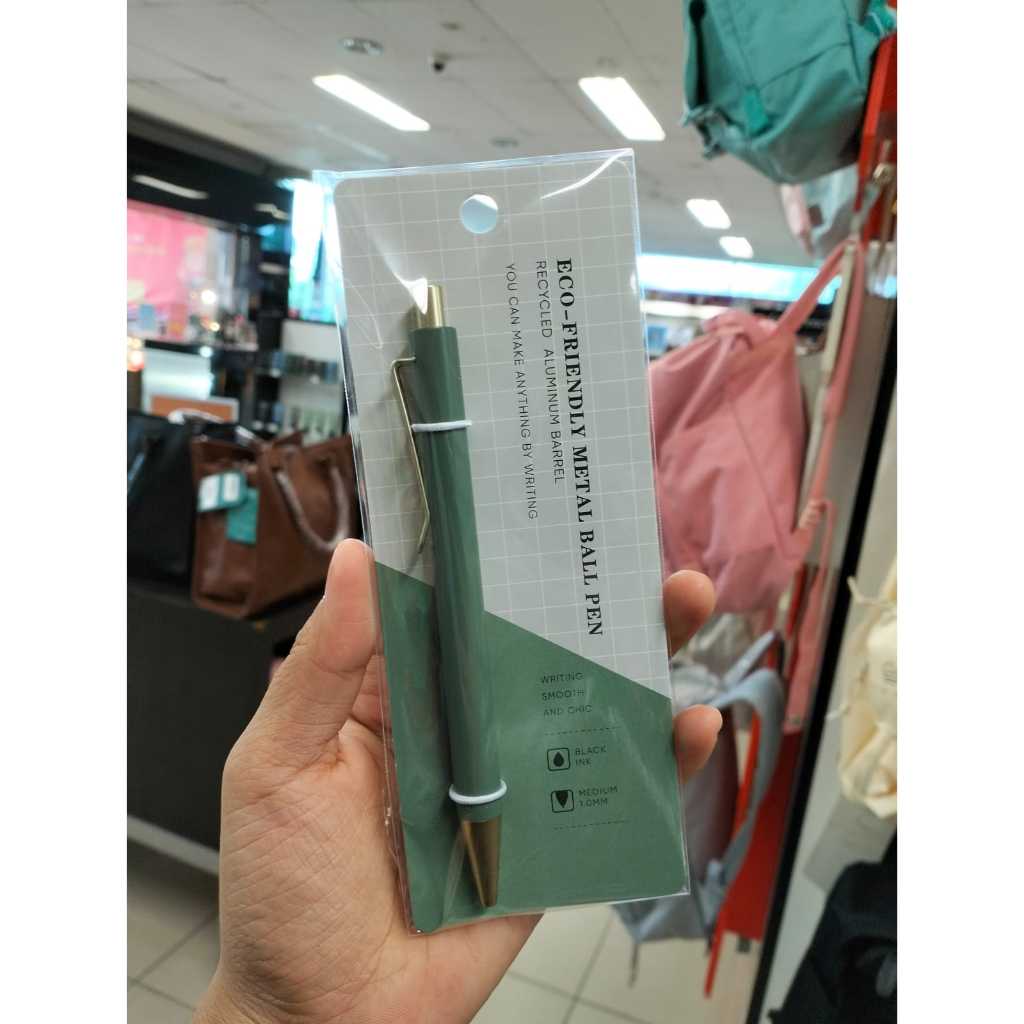 ECO-FRIENDLY METAL BALL PEN
RECYCLED ALUMINUM BARREL
YOU CAN MAKE ANYTHING BY WRITING
WRITING
SMOOTH
AND CHIC
BLACK
INK
MEDIUM
1.0MM